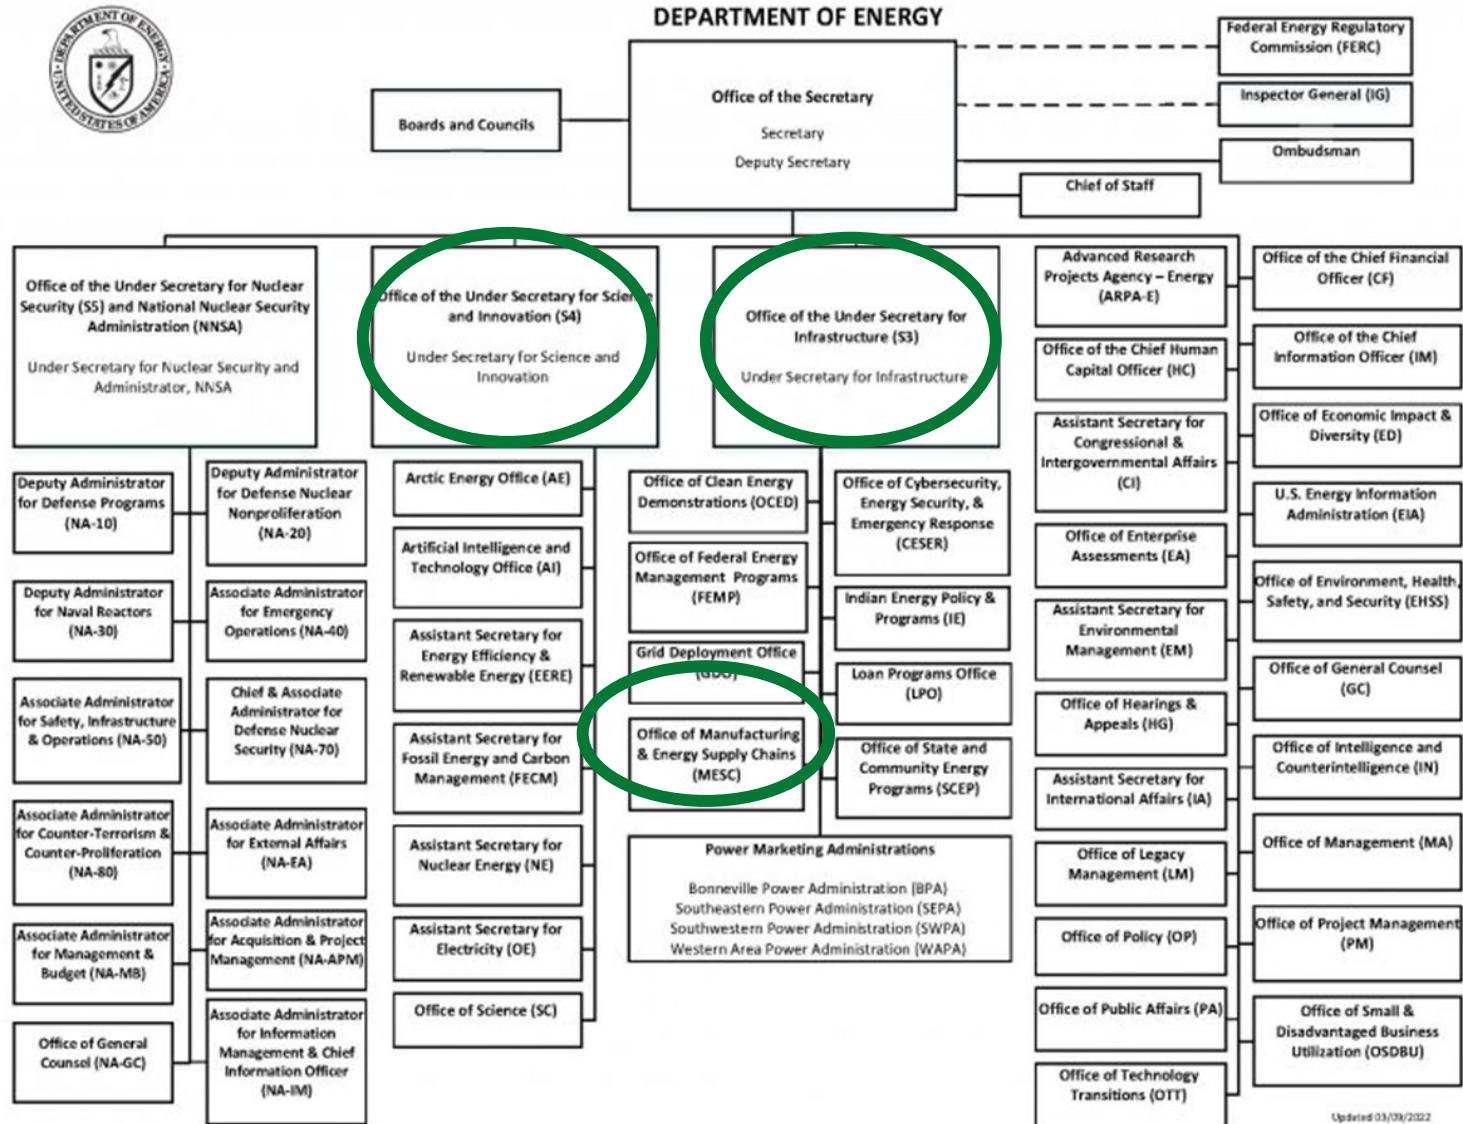 DEPARTMENT OF ENERGY
DEPARTMENT OF ENERGY
UNITED STATES OF AMERICA
Federal Energy Regulatory
Commission (FERC)
Inspector General (IG)
Ombudsman
Chief of Staff
Boards and Councils
Office of the Secretary
Secretary
Deputy Secretary
Office of the Under Secretary for Nuclear
Security (S5) and National Nuclear Security
Administration (NNSA)
Under Secretary for Nuclear Security and
Administrator, NNSA
Deputy Administrator
for Defense Programs
(NA-10)
Deputy Administrator
for Defense Nuclear
Nonproliferation
(NA-20)
Deputy Administrator
for Naval Reactors
(NA-30)
Associate Administrator
for Emergency
Operations (NA-40)
Associate Administrator
for Safety, Infrastructure
& Operations (NA-50)
Chief & Associate
Administrator for
Defense Nuclear
Security (NA-70)
Associate Administrator
for Counter-Terrorism &
Counter-Proliferation
(NA-80)
Associate Administrator
for External Affairs
(NA-EA)
Associate Administrator
for Management &
Budget (NA-MB)
Associate Administrator
for Acquisition & Project
Management (NA-APM)
Office of General
Counsel (NA-GC)
Associate Administrator
for Information
Management & Chief
Information Officer
(NA-IM)
Office of the Under Secretary for Science
and Innovation (S4)
Under Secretary for Science and
Innovation
Arctic Energy Office (AE)
Artificial Intelligence and
Technology Office (AI)
Assistant Secretary for
Energy Efficiency &
Renewable Energy (EERE)
Assistant Secretary for
Fossil Energy and Carbon
Management (FECM)
Assistant Secretary for
Nuclear Energy (NE)
Assistant Secretary for
Electricity (OE)
Office of Science (SC)
Office of the Under Secretary for
Infrastructure (S3)
Under Secretary for Infrastructure
Office of Clean Energy
Demonstrations (OCED)
Office of Cybersecurity,
Energy Security, &
Emergency Response
(CESER)
Office of Federal Energy
Management Programs
(FEMP)
Indian Energy Policy &
Programs (IE)
Grid Deployment Office
(GDO)
Loan Programs Office
(LPO)
Office of Manufacturing
& Energy Supply Chains
(MESC)
Office of State and
Community Energy
Programs (SCEP)
Power Marketing Administrations
Bonneville Power Administration (BPA)
Southeastern Power Administration (SEPA)
Southwestern Power Administration (SWPA)
Western Area Power Administration (WAPA)
Advanced Research
Projects Agency – Energy
(ARPA-E)
Office of the Chief Financial
Officer (CF)
Office of the Chief Human
Capital Officer (HC)
Office of the Chief
Information Officer (IM)
Assistant Secretary for
Congressional &
Intergovernmental Affairs
(CI)
Office of Economic Impact &
Diversity (ED)
Office of Enterprise
Assessments (EA)
U.S. Energy Information
Administration (EIA)
Assistant Secretary for
Environmental
Management (EM)
Office of Environment, Health,
Safety, and Security (EHSS)
Office of Hearings &
Appeals (HG)
Office of General Counsel
(GC)
Assistant Secretary for
International Affairs (IA)
Office of Intelligence and
Counterintelligence (IN)
Office of Legacy
Management (LM)
Office of Management (MA)
Office of Policy (OP)
Office of Project Management
(PM)
Office of Public Affairs (PA)
Office of Small &
Disadvantaged Business
Utilization (OSDBU)
Office of Technology
Transitions (OTT)
Updated 03/09/2022